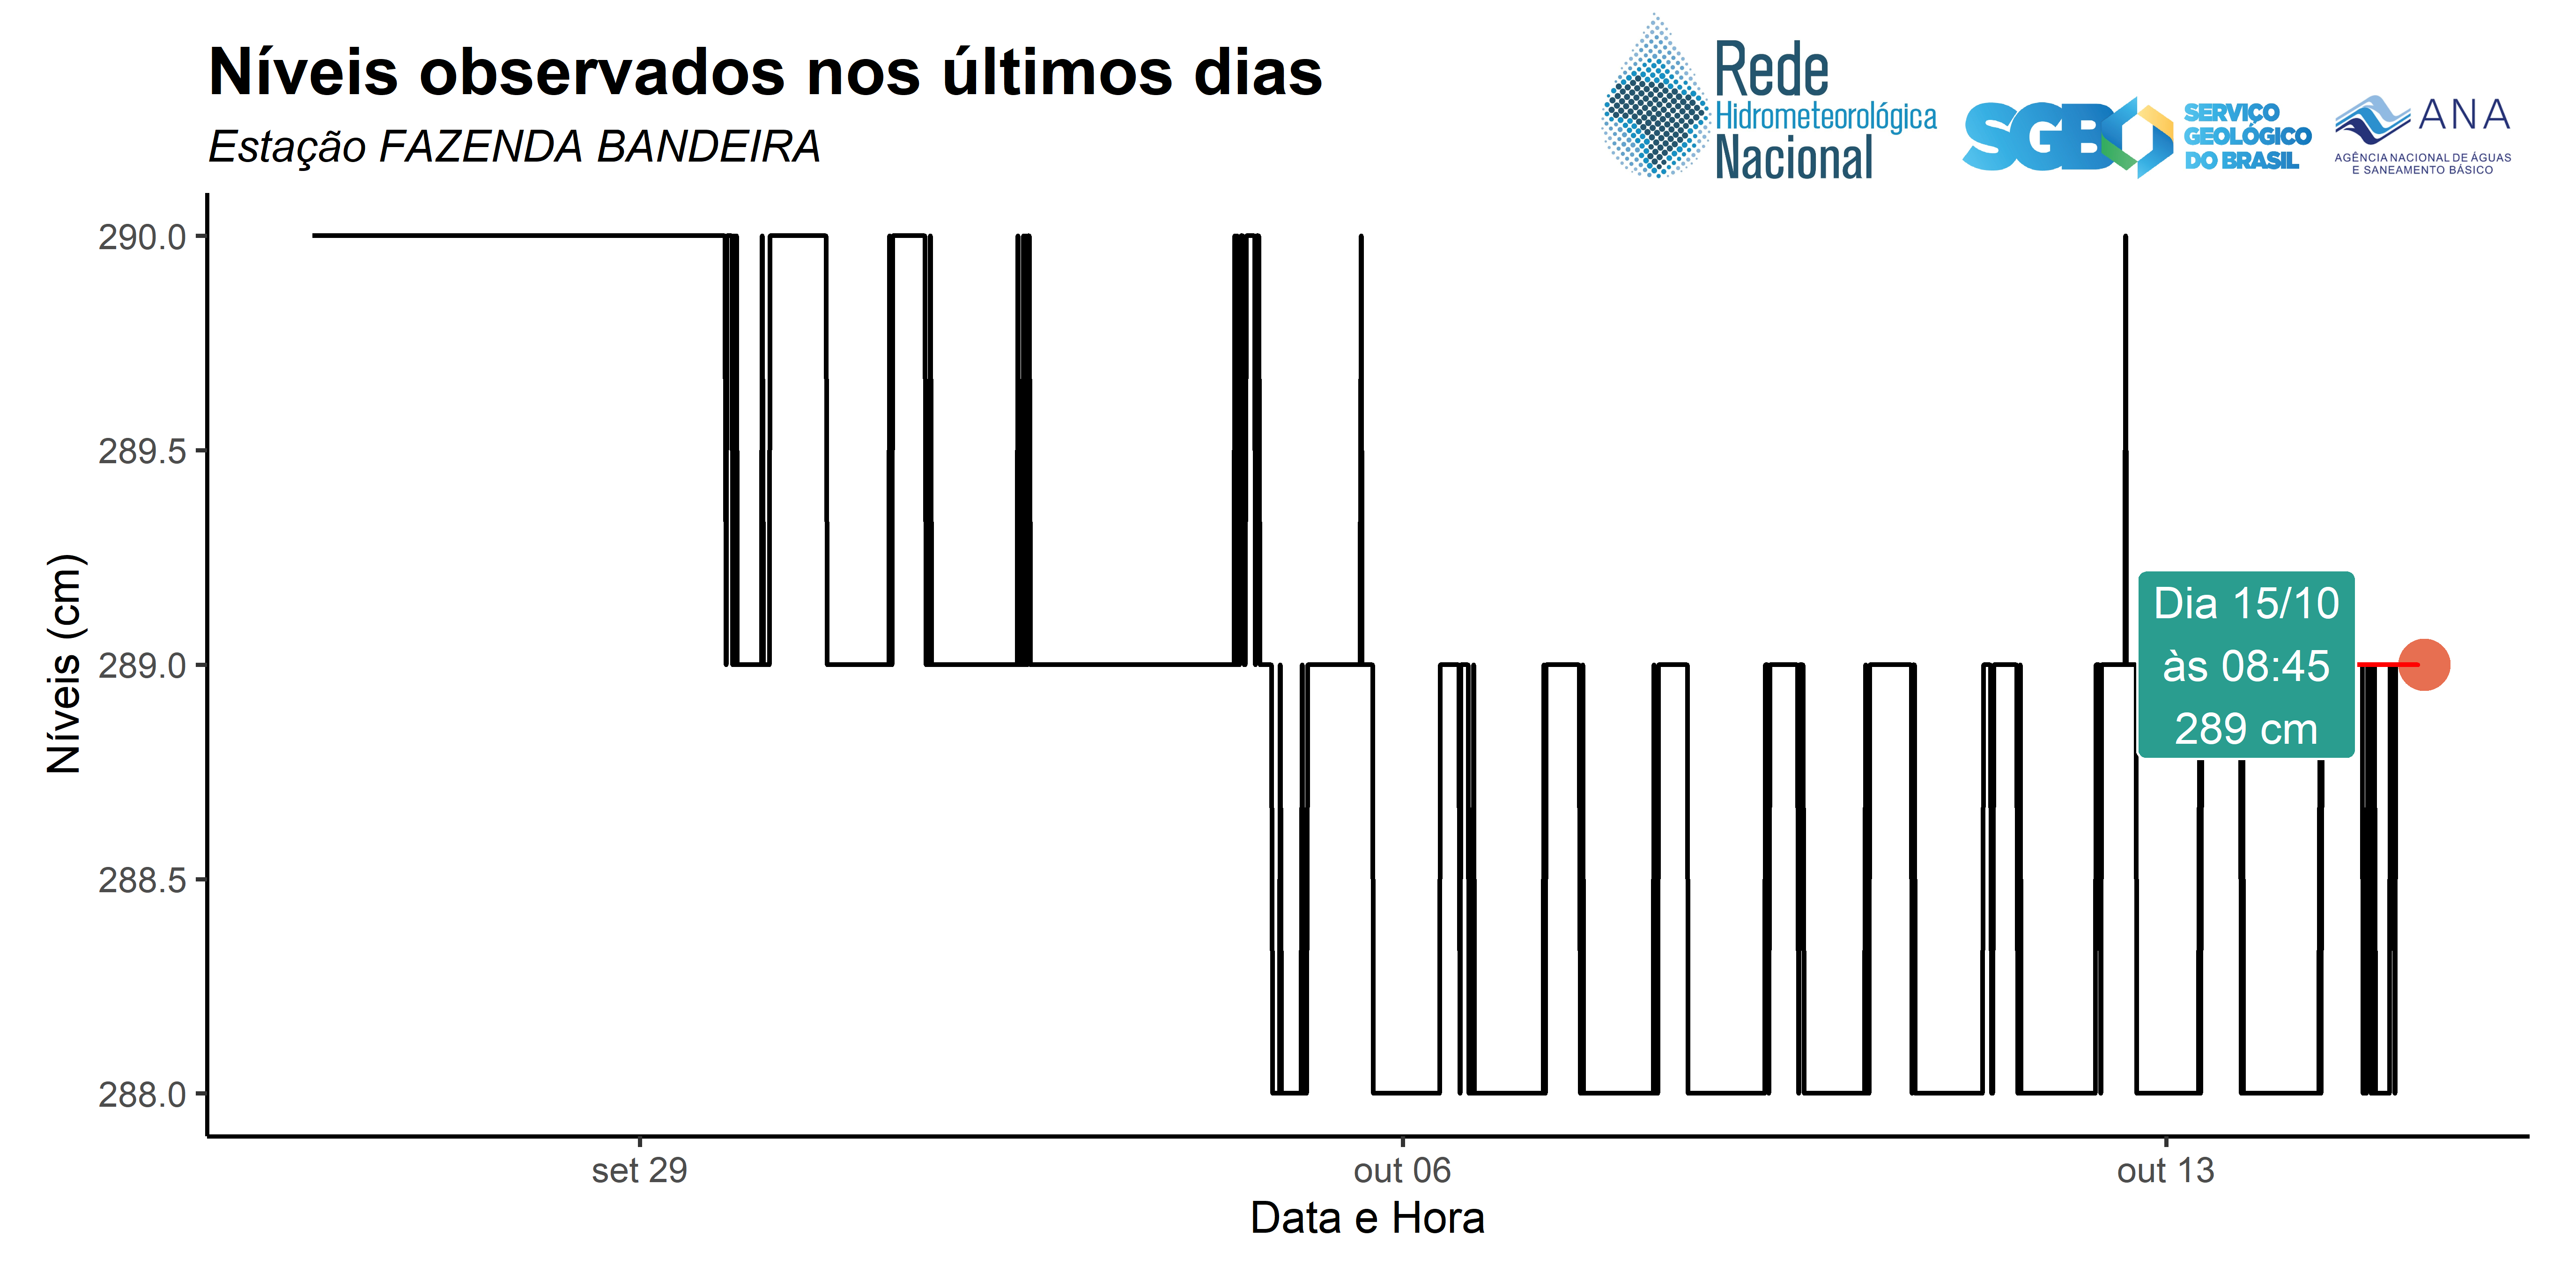 Níveis observados nos últimos dias
Estação FAZENDA BANDEIRA
Rede
Hidrometeorológica
Nacional
SGB
SERVIÇO
GEOLÓGICO
DO BRASIL
ANA
AGÊNCIA NACIONAL DE ÁGUAS
E SANEAMENTO BÁSICO
290.0
289.5
289.0
288.5
288.0
Níveis (cm)
Dia 15/10
às 08:45
289 cm
set 29
out 06
out 13
Data e Hora